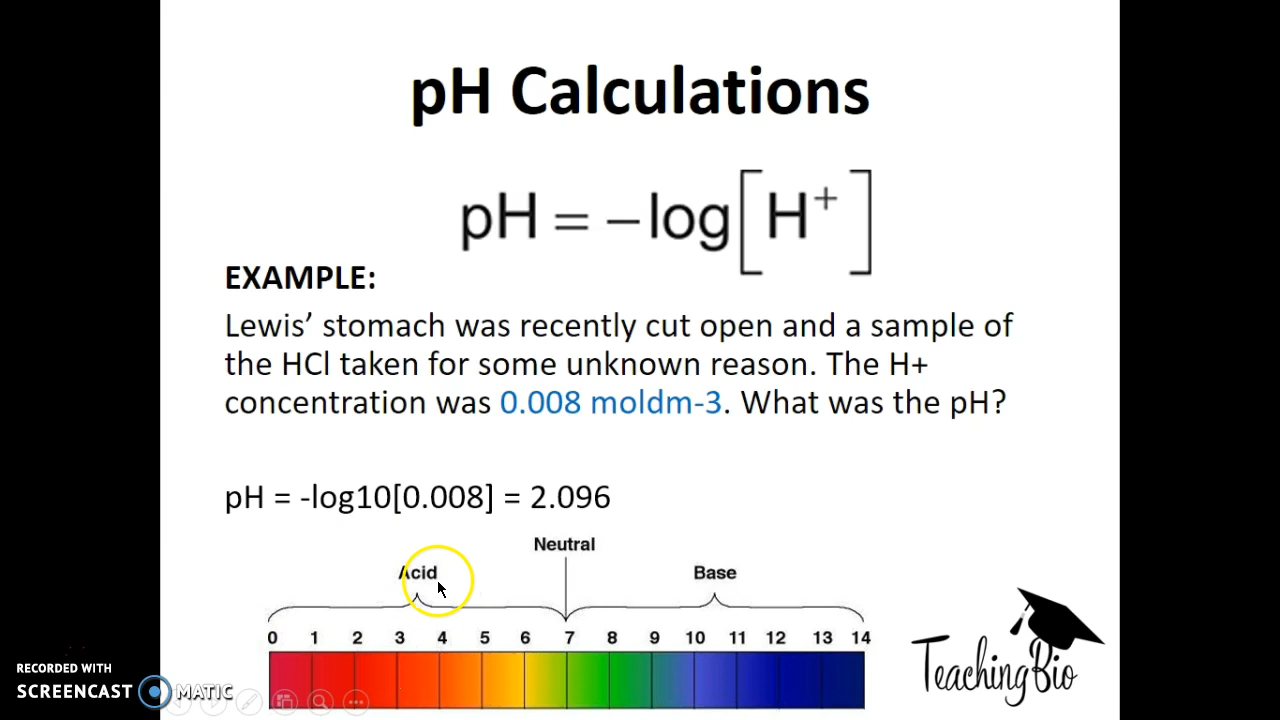 pH Calculations
pH = −log[H⁺]
EXAMPLE:
Lewis’ stomach was recently cut open and a sample of
the HCl taken for some unknown reason. The H+
concentration was 0.008 moldm-3. What was the pH?
pH = -log10[0.008] = 2.096
Neutral
Acid
Base
0 1 2 3 4 5 6 7 8 9 10 11 12 13 14
TeachingBio
RECORDED WITH
SCREENCAST MATIC